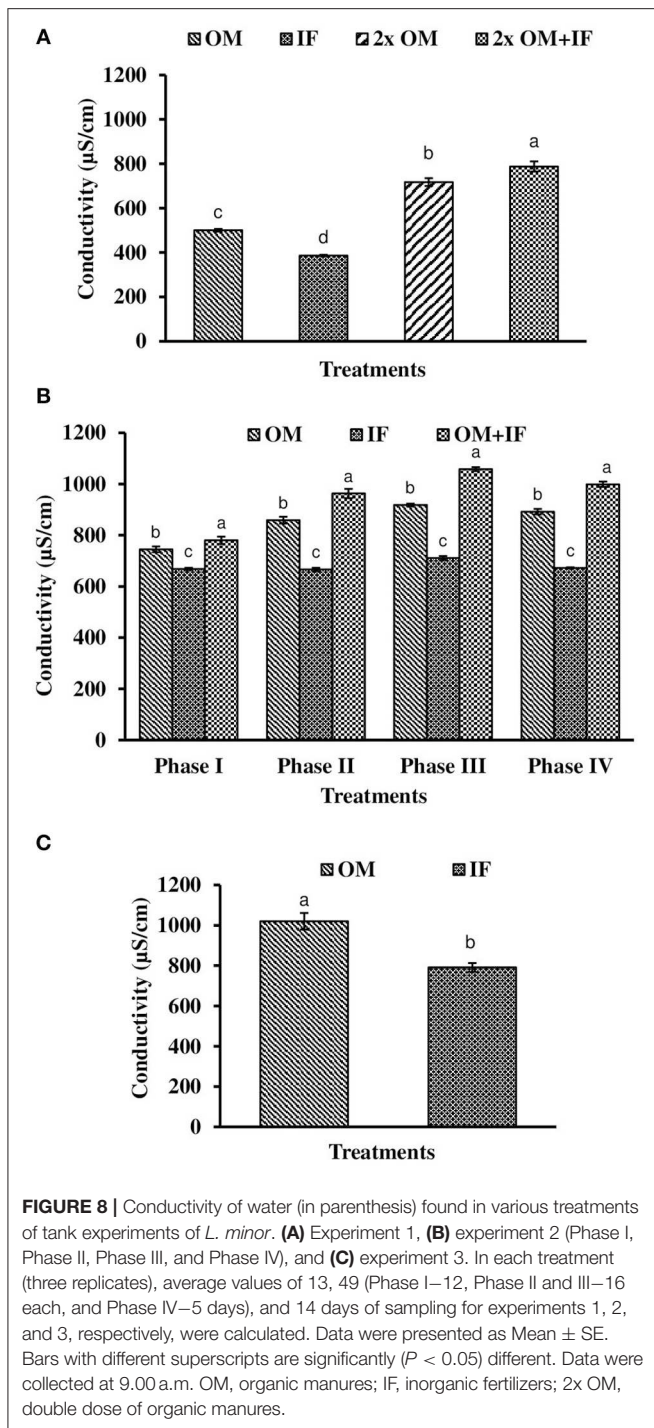 A
OM IF 2x OM 2x OM+IF
1200
1000
800
600
400
200
0
Conductivity (µS/cm)
c
d
b
a
Treatments
B
OM IF OM+IF
1200
1000
800
600
400
200
0
Conductivity (µS/cm)
b c a
b c a
b c a
b c a
Phase I Phase II Phase III Phase IV
Treatments
C
OM IF
1200
1000
800
600
400
200
0
Conductivity (µS/cm)
a
b
Treatments
FIGURE 8 | Conductivity of water (in parenthesis) found in various treatments
of tank experiments of L. minor. (A) Experiment 1, (B) experiment 2 (Phase I,
Phase II, Phase III, and Phase IV), and (C) experiment 3. In each treatment
(three replicates), average values of 13, 49 (Phase I–12, Phase II and III–16
each, and Phase IV–5 days), and 14 days of sampling for experiments 1, 2,
and 3, respectively, were calculated. Data were presented as Mean ± SE.
Bars with different superscripts are significantly (P < 0.05) different. Data were
collected at 9.00 a.m. OM, organic manures; IF, inorganic fertilizers; 2x OM,
double dose of organic manures.